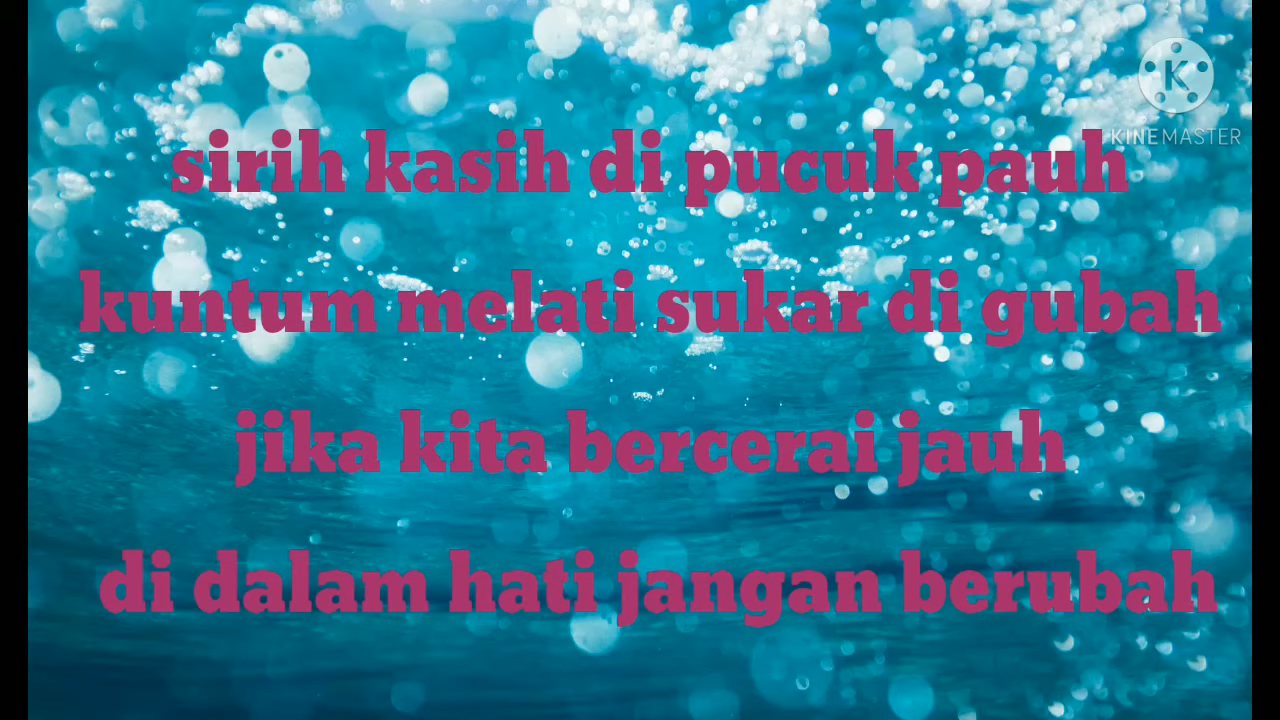 KINEMASTER
sirih kasih di pucuk pauh
kuntum melati sukar di gubah
jika kita bercerai jauh
di dalam hati jangan berubah